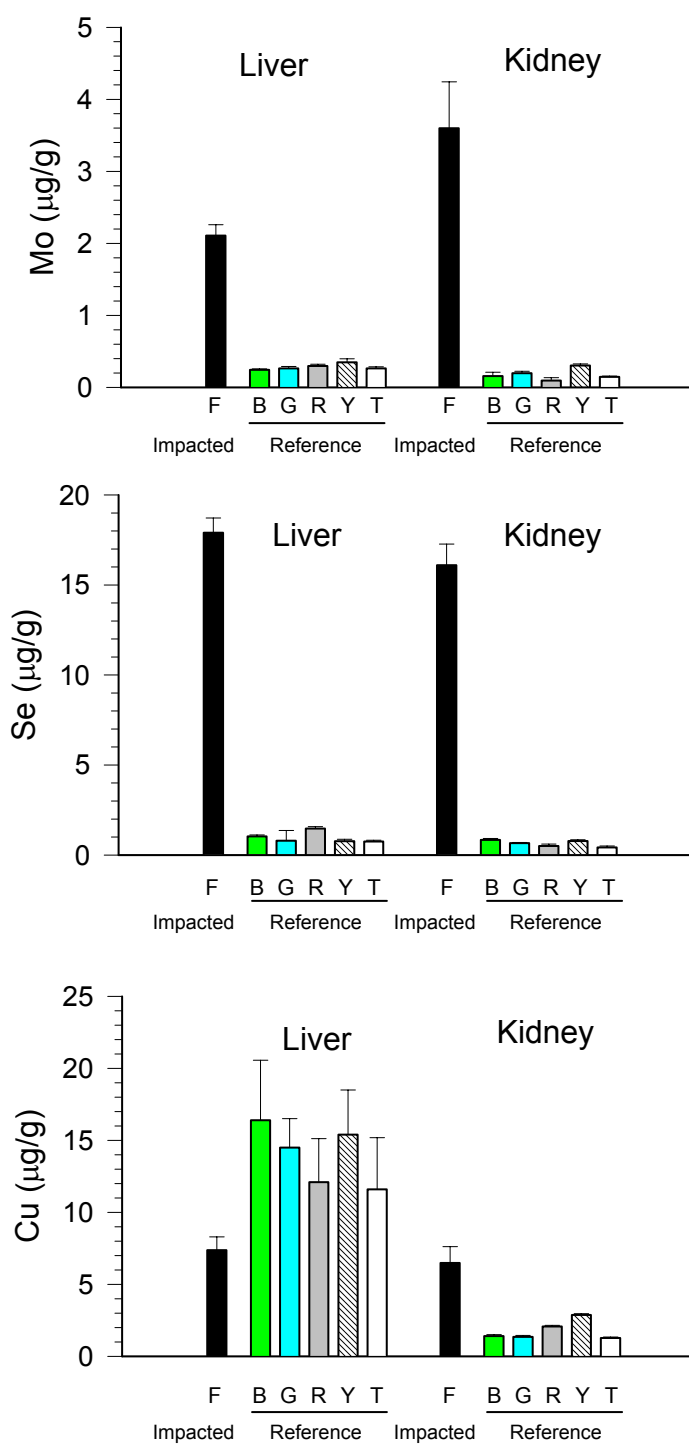 5
Liver Kidney
4
3
Mo (μg/g)
2
1
0
F B G R Y T F B G R Y T
Impacted Reference Impacted Reference
20
Liver Kidney
15
Se (μg/g)
10
5
0
F B G R Y T F B G R Y T
Impacted Reference Impacted Reference
25
Liver Kidney
20
15
Cu (μg/g)
10
5
0
F B G R Y T F B G R Y T
Impacted Reference Impacted Reference